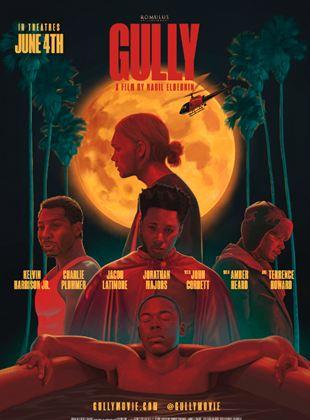 ROMULUS
IN THEATRES
JUNE 4TH
GULLY
A FILM BY NABIL ELDERKIN
KELVIN HARRISON JR.
CHARLIE PLUMMER
JACOB LATIMORE
JONATHAN MAJORS
WITH JOHN CORBETT
WITH AMBER HEARD
AND TERRENCE HOWARD
GULLYMOVIE.COM @GULLYMOVIE